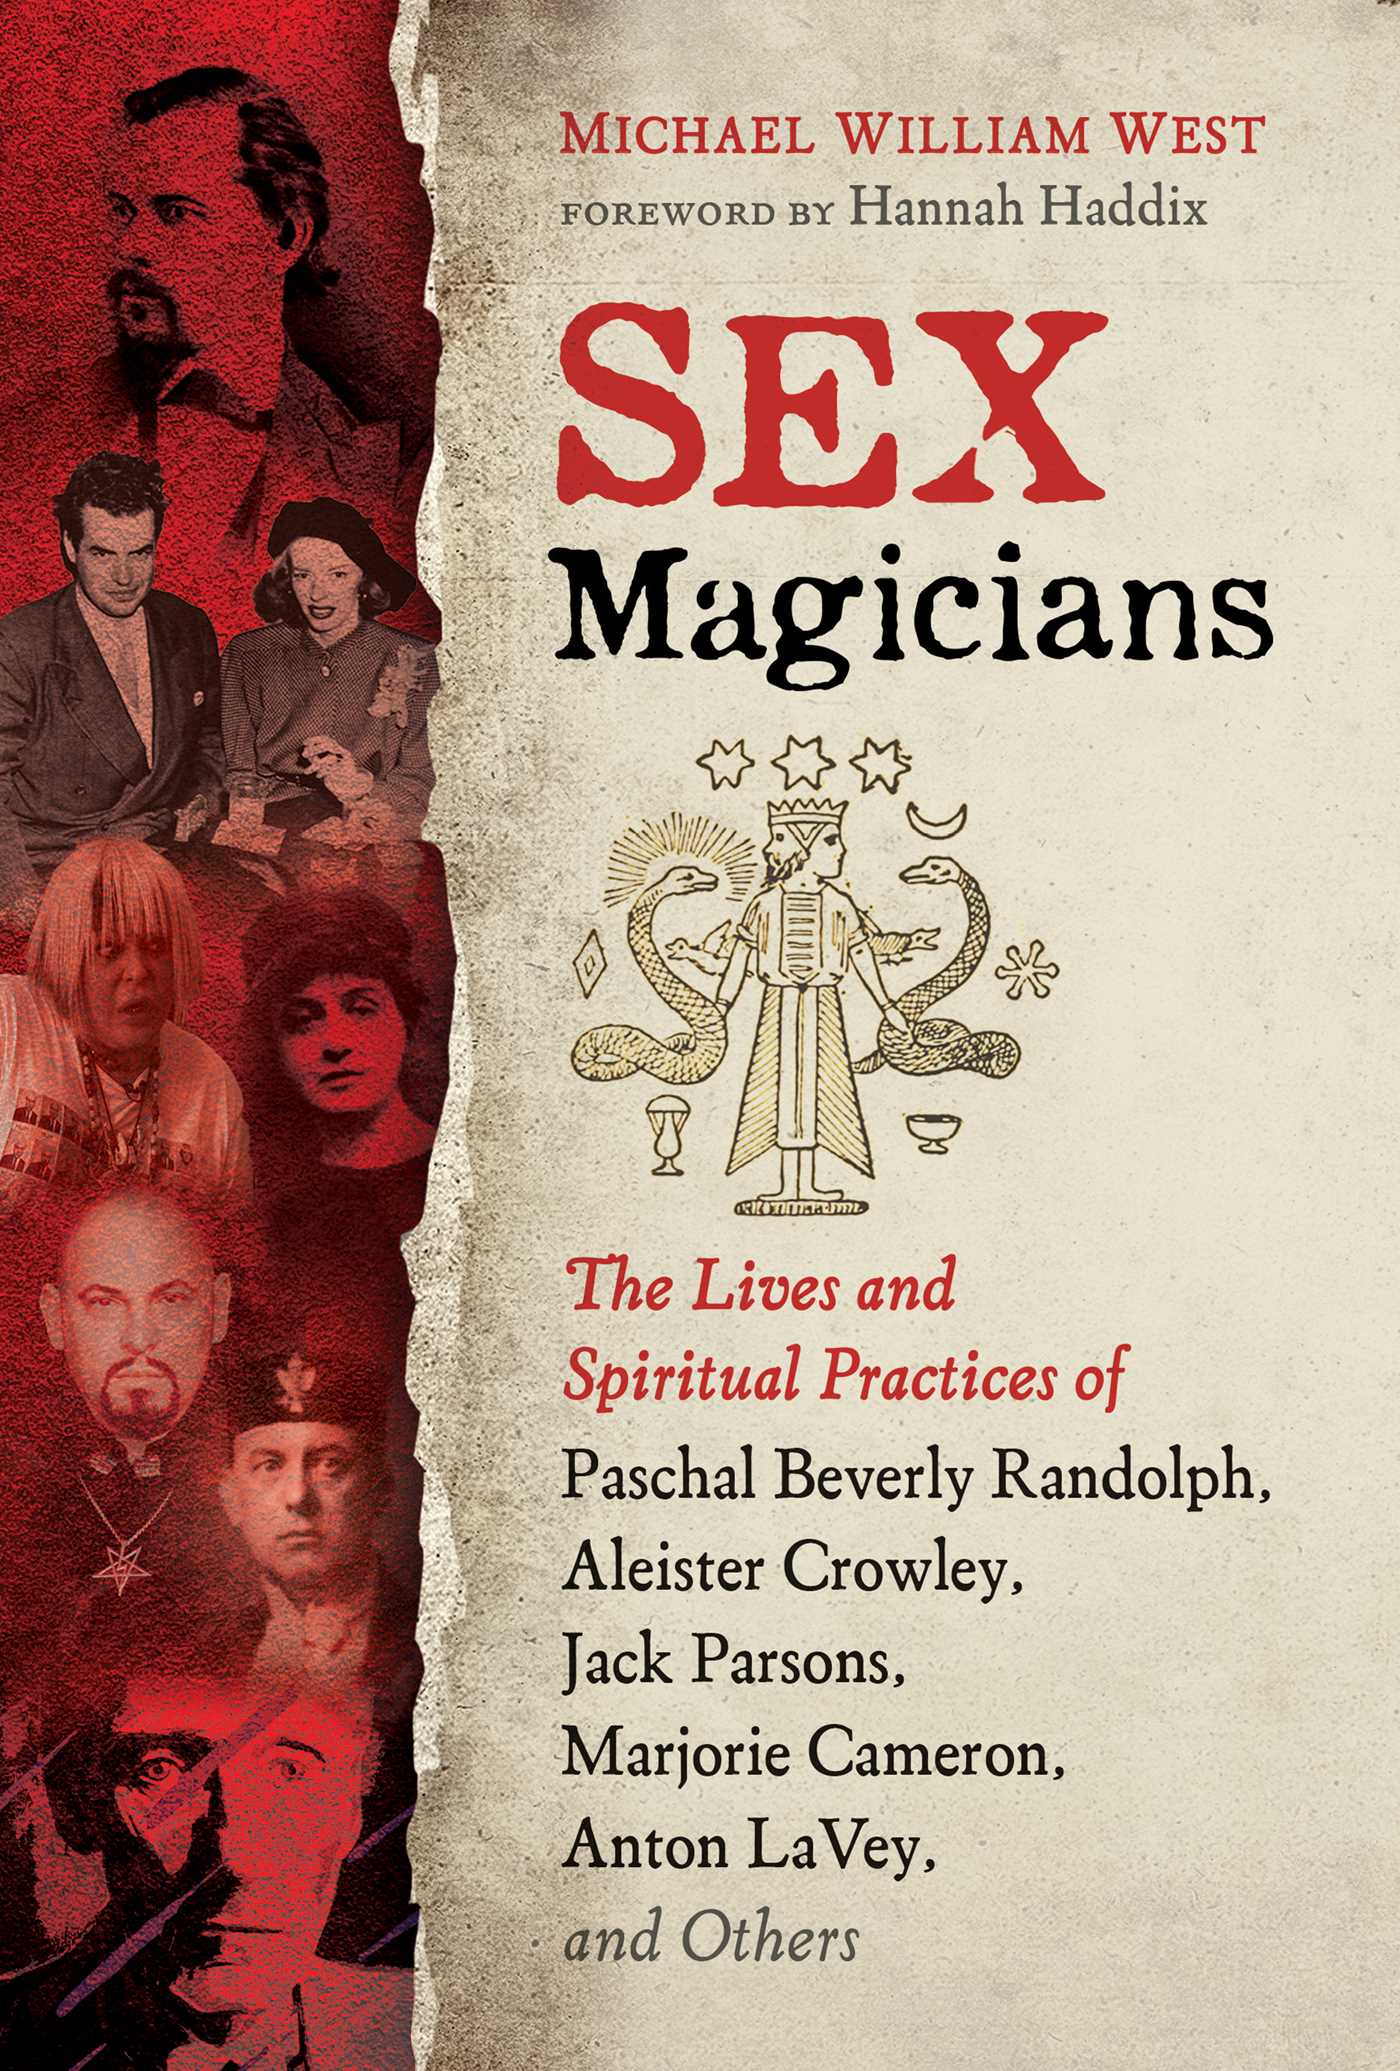 MICHAEL WILLIAM WEST
FOREWORD BY Hannah Haddix
SEX
Magicians
The Lives and
Spiritual Practices of
Paschal Beverly Randolph,
Aleister Crowley,
Jack Parsons,
Marjorie Cameron,
Anton LaVey,
and Others